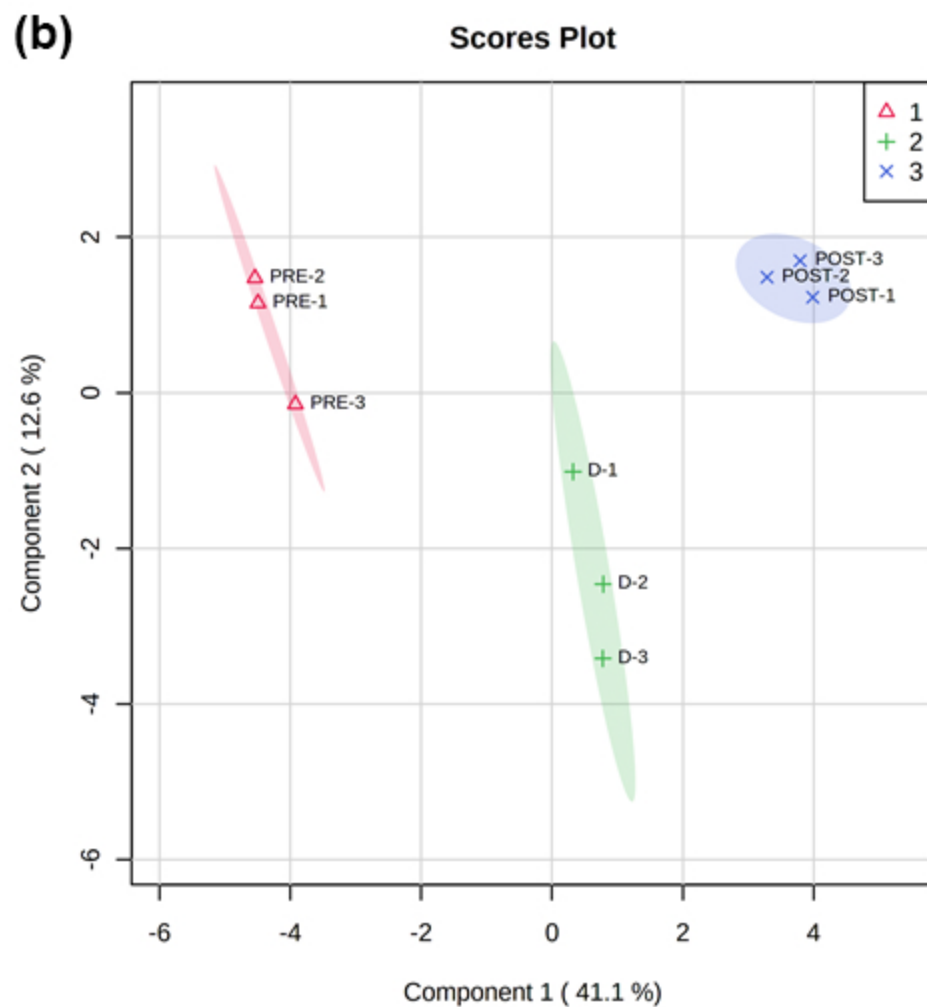 (b)
Scores Plot
1
2
3
2
0
-2
-4
-6
Component 2 ( 12.6 %)
PRE-2
PRE-1
PRE-3
POST-3
POST-2
POST-1
D-1
D-2
D-3
-6 -4 -2 0 2 4
Component 1 ( 41.1 %)